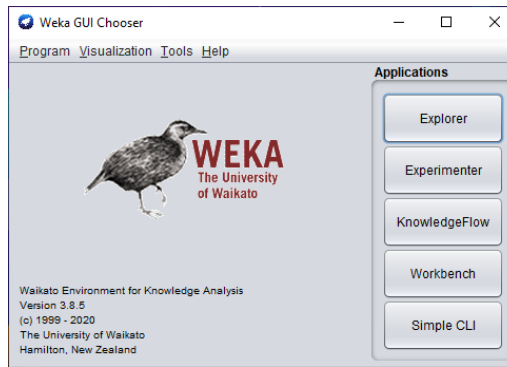 Weka GUI Chooser
Program Visualization Tools Help
Applications
Explorer
Experimenter
KnowledgeFlow
Workbench
Simple CLI
WEKA
The University
of Waikato
Waikato Environment for Knowledge Analysis
Version 3.8.5
(c) 1999 - 2020
The University of Waikato
Hamilton, New Zealand